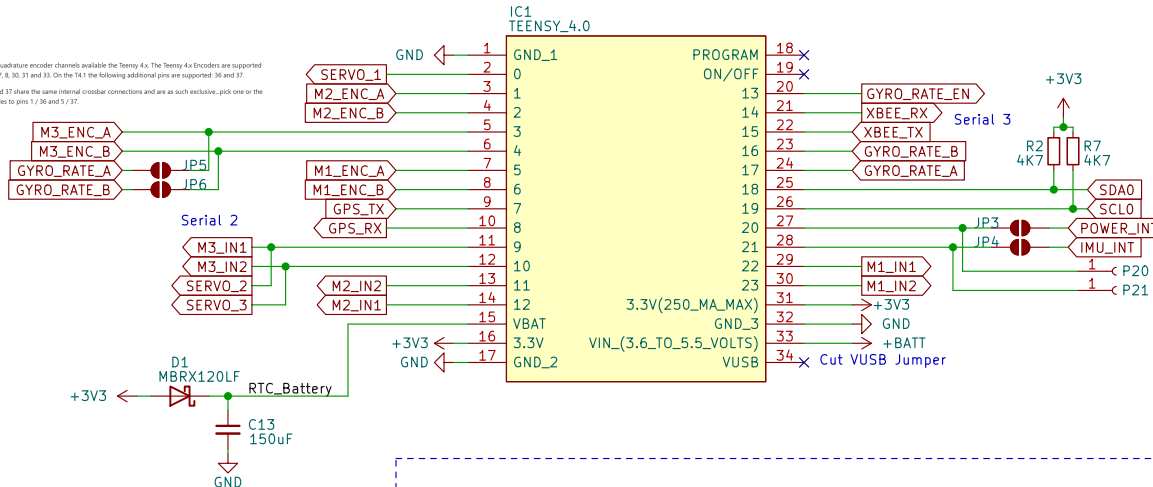 IC1
TEENSY_4.0
uadrature encoder channels available the Teensy 4.x. The Teensy 4.x Encoders are supported
7, 8, 30, 31 and 33. On the T4.1 the following additional pins are supported: 36 and 37.
d 37 share the same internal crossbar connections and are as such exclusive...pick one or the
ies to pins 1 / 36 and 5 / 37.
GND 1 GND_1 PROGRAM 18
SERVO_1 2 0 ON/OFF 19
M2_ENC_A 3 1 13 20 GYRO_RATE_EN
M2_ENC_B 4 2 14 21 XBEE_RX
Serial 3
M3_ENC_A 5 3 15 22 XBEE_TX
M3_ENC_B 6 4 16 23 GYRO_RATE_B
GYRO_RATE_A JP5 M1_ENC_A 7 5 17 24 GYRO_RATE_A
GYRO_RATE_B JP6 M1_ENC_B 8 6 18 25 SDA0
+3V3
R2 R7
4K7 4K7
GPS_TX 9 7 19 26 SCL0
Serial 2
GPS_RX 10 8 20 27 JP3 POWER_INT
M3_IN1 11 9 21 28 JP4 IMU_INT
M3_IN2 12 10 22 29 M1_IN1 1 P20
SERVO_2 M2_IN2 13 11 23 30 M1_IN2 1 P21
SERVO_3 M2_IN1 14 12 3.3V(250_MA_MAX) 31 +3V3
15 VBAT GND_3 32 GND
+3V3 16 3.3V VIN_(3.6_TO_5.5_VOLTS) 33 +BATT
GND 17 GND_2 VUSB 34 Cut VUSB Jumper
D1
MBRX120LF
+3V3 RTC_Battery
C13
150uF
GND